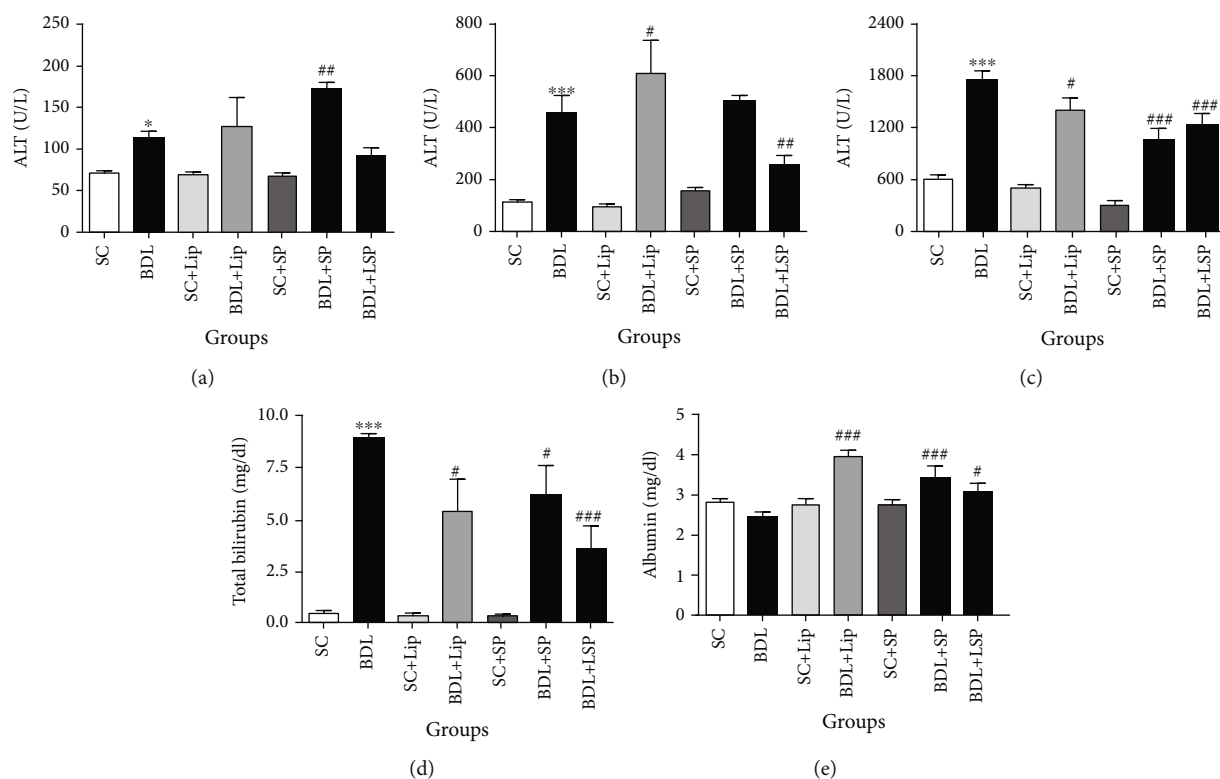 250
200
150
100
50
0
ALT (U/L)
*
##
SC
BDL
SC+Lip
BDL+Lip
SC+SP
BDL+SP
BDL+LSP
Groups
(a)
800
600
400
200
0
ALT (U/L)
***
#
##
SC
BDL
SC+Lip
BDL+Lip
SC+SP
BDL+SP
BDL+LSP
Groups
(b)
2400
1800
1200
600
0
ALT (U/L)
***
#
###
###
SC
BDL
SC+Lip
BDL+Lip
SC+SP
BDL+SP
BDL+LSP
Groups
(c)
10.0
7.5
5.0
2.5
0.0
Total bilirubin (mg/dl)
***
#
#
###
SC
BDL
SC+Lip
BDL+Lip
SC+SP
BDL+SP
BDL+LSP
Groups
(d)
5
4
3
2
1
0
Albumin (mg/dl)
###
###
#
SC
BDL
SC+Lip
BDL+Lip
SC+SP
BDL+SP
BDL+LSP
Groups
(e)